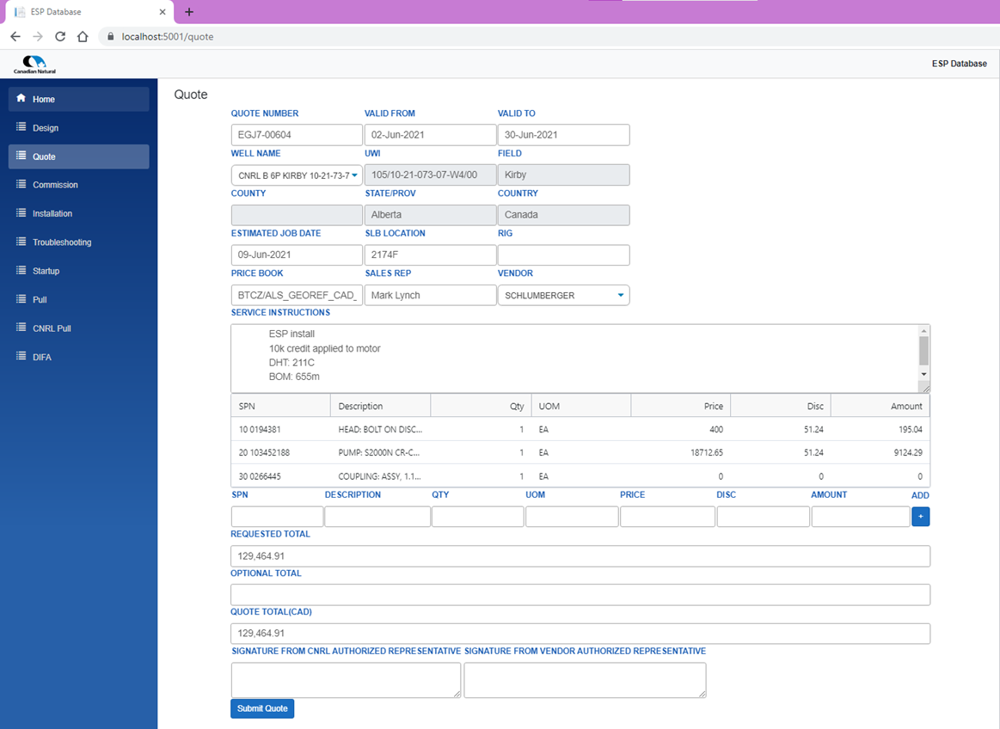 ESP Database
localhost:5001/quote
Canadian Natural
ESP Database
Home
Design
Quote
Commission
Installation
Troubleshooting
Startup
Pull
CNRL Pull
DIFA
Quote
QUOTE NUMBER VALID FROM VALID TO
EGJ7-00604 02-Jun-2021 30-Jun-2021
WELL NAME UWI FIELD
CNRL B 6P KIRBY 10-21-73-7 105/10-21-073-07-W4/00 Kirby
COUNTY STATE/PROV COUNTRY
Alberta Canada
ESTIMATED JOB DATE SLB LOCATION RIG
09-Jun-2021 2174F
PRICE BOOK SALES REP VENDOR
BTCZ/ALS_GEOREF_CAD_ Mark Lynch SCHLUMBERGER
SERVICE INSTRUCTIONS
ESP install
10k credit applied to motor
DHT: 211C
BOM: 655m
SPN Description Qty UOM Price Disc Amount
10 0194381 HEAD: BOLT ON DISC... 1 EA 400 51.24 195.04
20 103452188 PUMP: S2000N CR-C... 1 EA 18712.65 51.24 9124.29
30 0266445 COUPLING: ASSY, 1.1... 1 EA 0 0 0
SPN DESCRIPTION QTY UOM PRICE DISC AMOUNT ADD
+
REQUESTED TOTAL
129,464.91
OPTIONAL TOTAL
QUOTE TOTAL(CAD)
129,464.91
SIGNATURE FROM CNRL AUTHORIZED REPRESENTATIVE SIGNATURE FROM VENDOR AUTHORIZED REPRESENTATIVE
Submit Quote